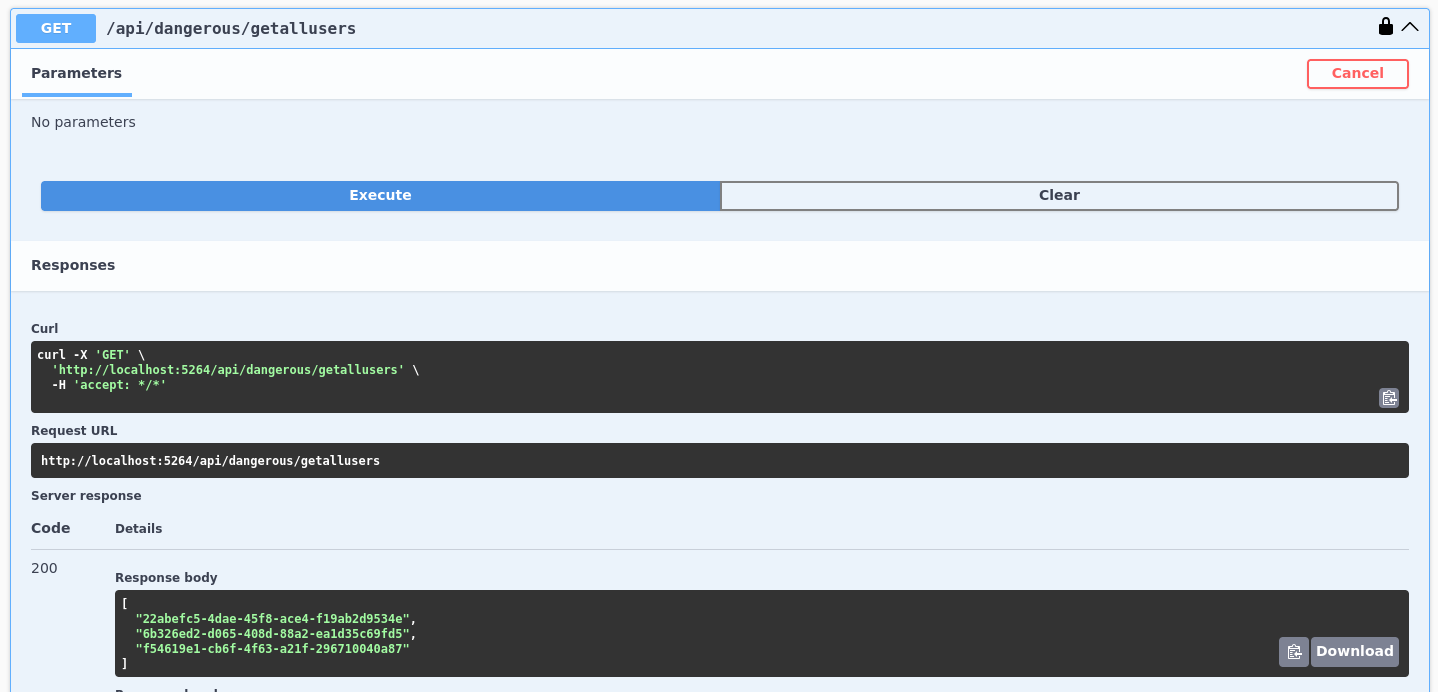 GET /api/dangerous/getallusers
Parameters
Cancel
No parameters
Execute
Clear
Responses
Curl
curl -X 'GET' \
  'http://localhost:5264/api/dangerous/getallusers' \
  -H 'accept: */*'
Request URL
http://localhost:5264/api/dangerous/getallusers
Server response
Code Details
200
Response body
[
  "22abefc5-4dae-45f8-ace4-f19ab2d9534e",
  "6b326ed2-d065-408d-88a2-ea1d35c69fd5",
  "f54619e1-cb6f-4f63-a21f-296710040a87"
]
Download